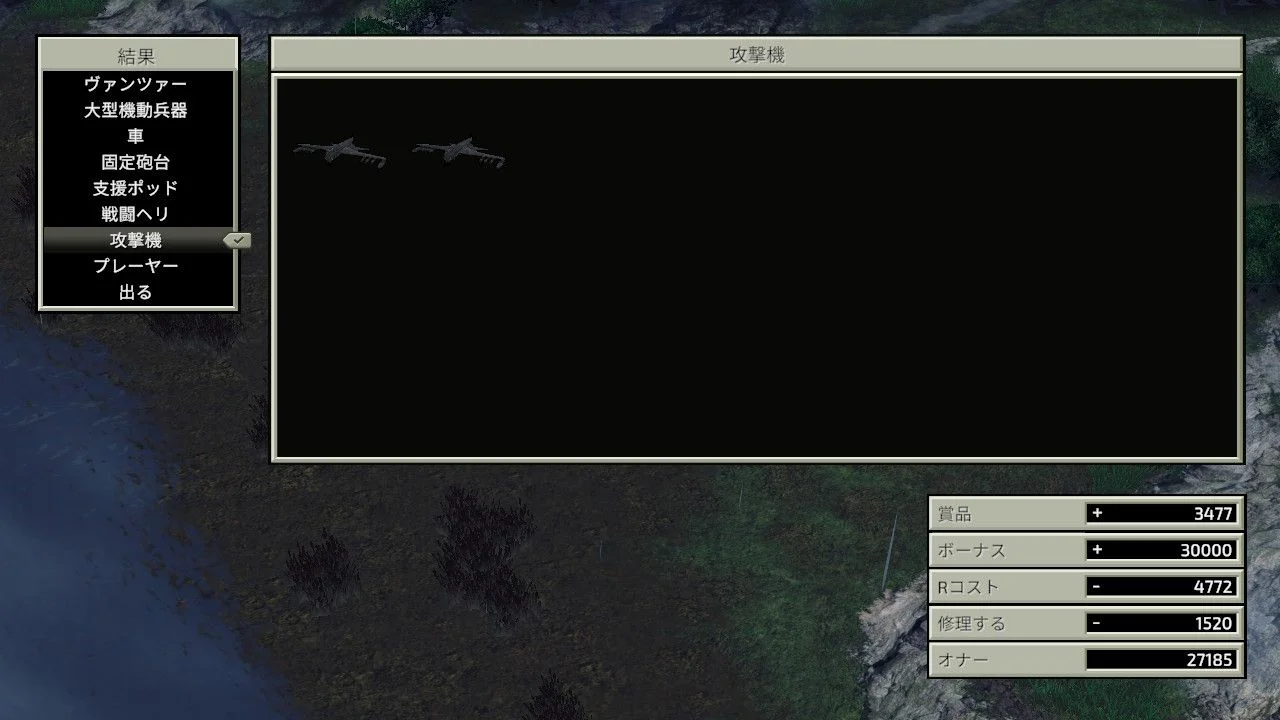 結果
ヴァンツァー
大型機動兵器
車
固定砲台
支援ポッド
戦闘ヘリ
攻撃機
プレーヤー
出る
攻撃機
賞品 + 3477
ボーナス + 30000
Rコスト - 4772
修理する - 1520
オナー 27185